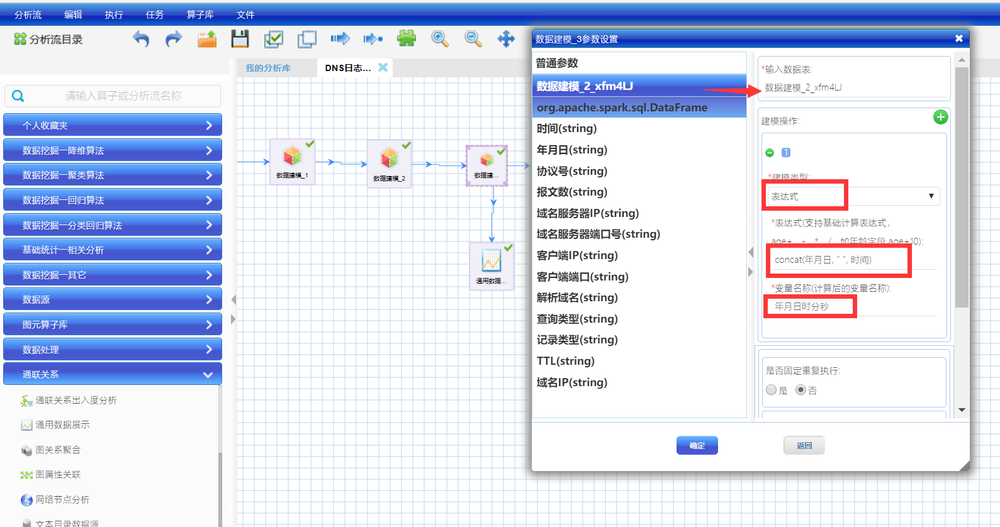 分析流
编辑
执行
任务
算子库
文件
分析流目录
我的分析库
DNS日志...
请输入算子或分析流名称
个人收藏夹
数据挖掘—降维算法
数据挖掘—聚类算法
数据挖掘—回归算法
数据挖掘—分类回归算法
基础统计—相关分析
数据挖掘—其它
数据源
图元算子库
数据处理
通联关系
通联关系出入度分析
通用数据展示
图关系聚合
图属性关联
网络节点分析
文本目录数据源
数据建模_1
数据建模_2
数据建...
通用数据...
数据建模_3参数设置
普通参数
数据建模_2_xfm4LJ
org.apache.spark.sql.DataFrame
时间(string)
年月日(string)
协议号(string)
报文数(string)
域名服务器IP(string)
域名服务器端口号(string)
客户端IP(string)
客户端端口(string)
解析域名(string)
查询类型(string)
记录类型(string)
TTL(string)
域名IP(string)
*输入数据表:
数据建模_2_xfm4LJ
建模操作:
1
*建模类型:
表达式
*表达式(支持基础计算表达式，
age+、-、*、/，如年龄字段,age+10):
concat(年月日, " ", 时间)
*变量名称(计算后的变量名称):
年月日时分秒
是否固定重复执行:
是 否
确定
返回